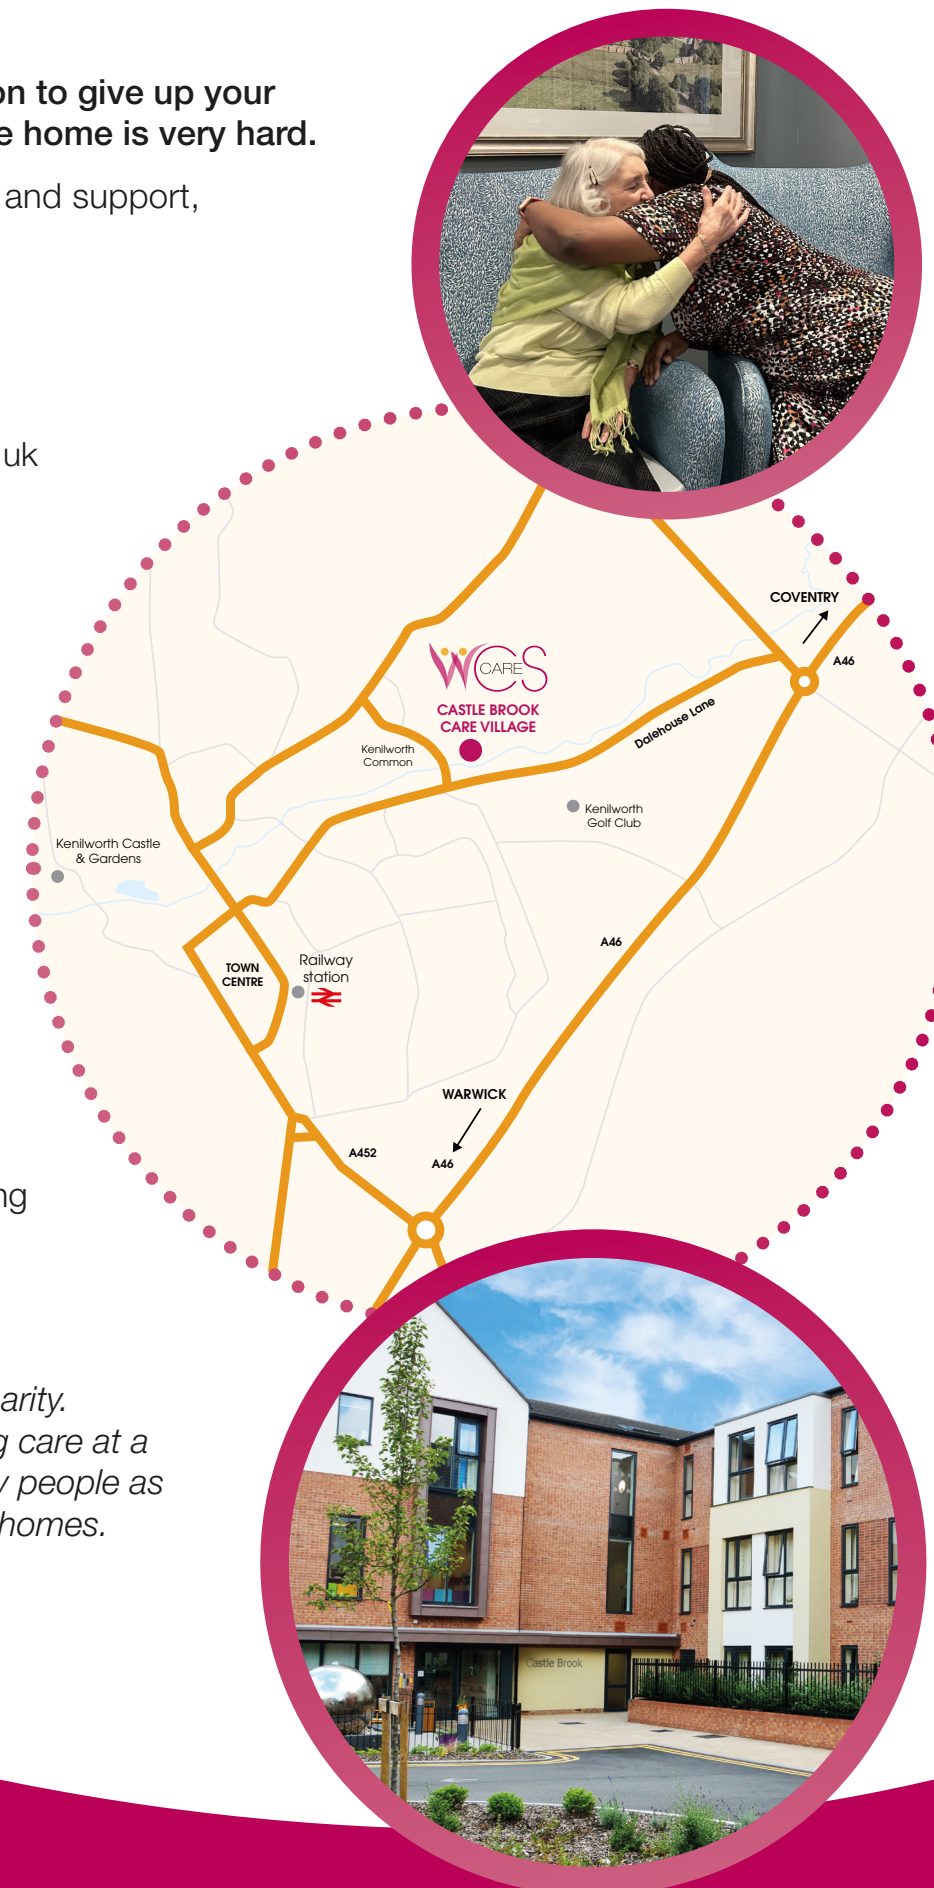 on to give up your
e home is very hard.
and support,
uk
COVENTRY
A46
WCS
CARE
CASTLE BROOK
CARE VILLAGE
Dalehouse Lane
Kenilworth
Common
Kenilworth
Golf Club
Kenilworth Castle
& Gardens
A46
TOWN
CENTRE
Railway
station
WARWICK
A452
A46
ng
arity.
g care at a
y people as
homes.
Castle Brook